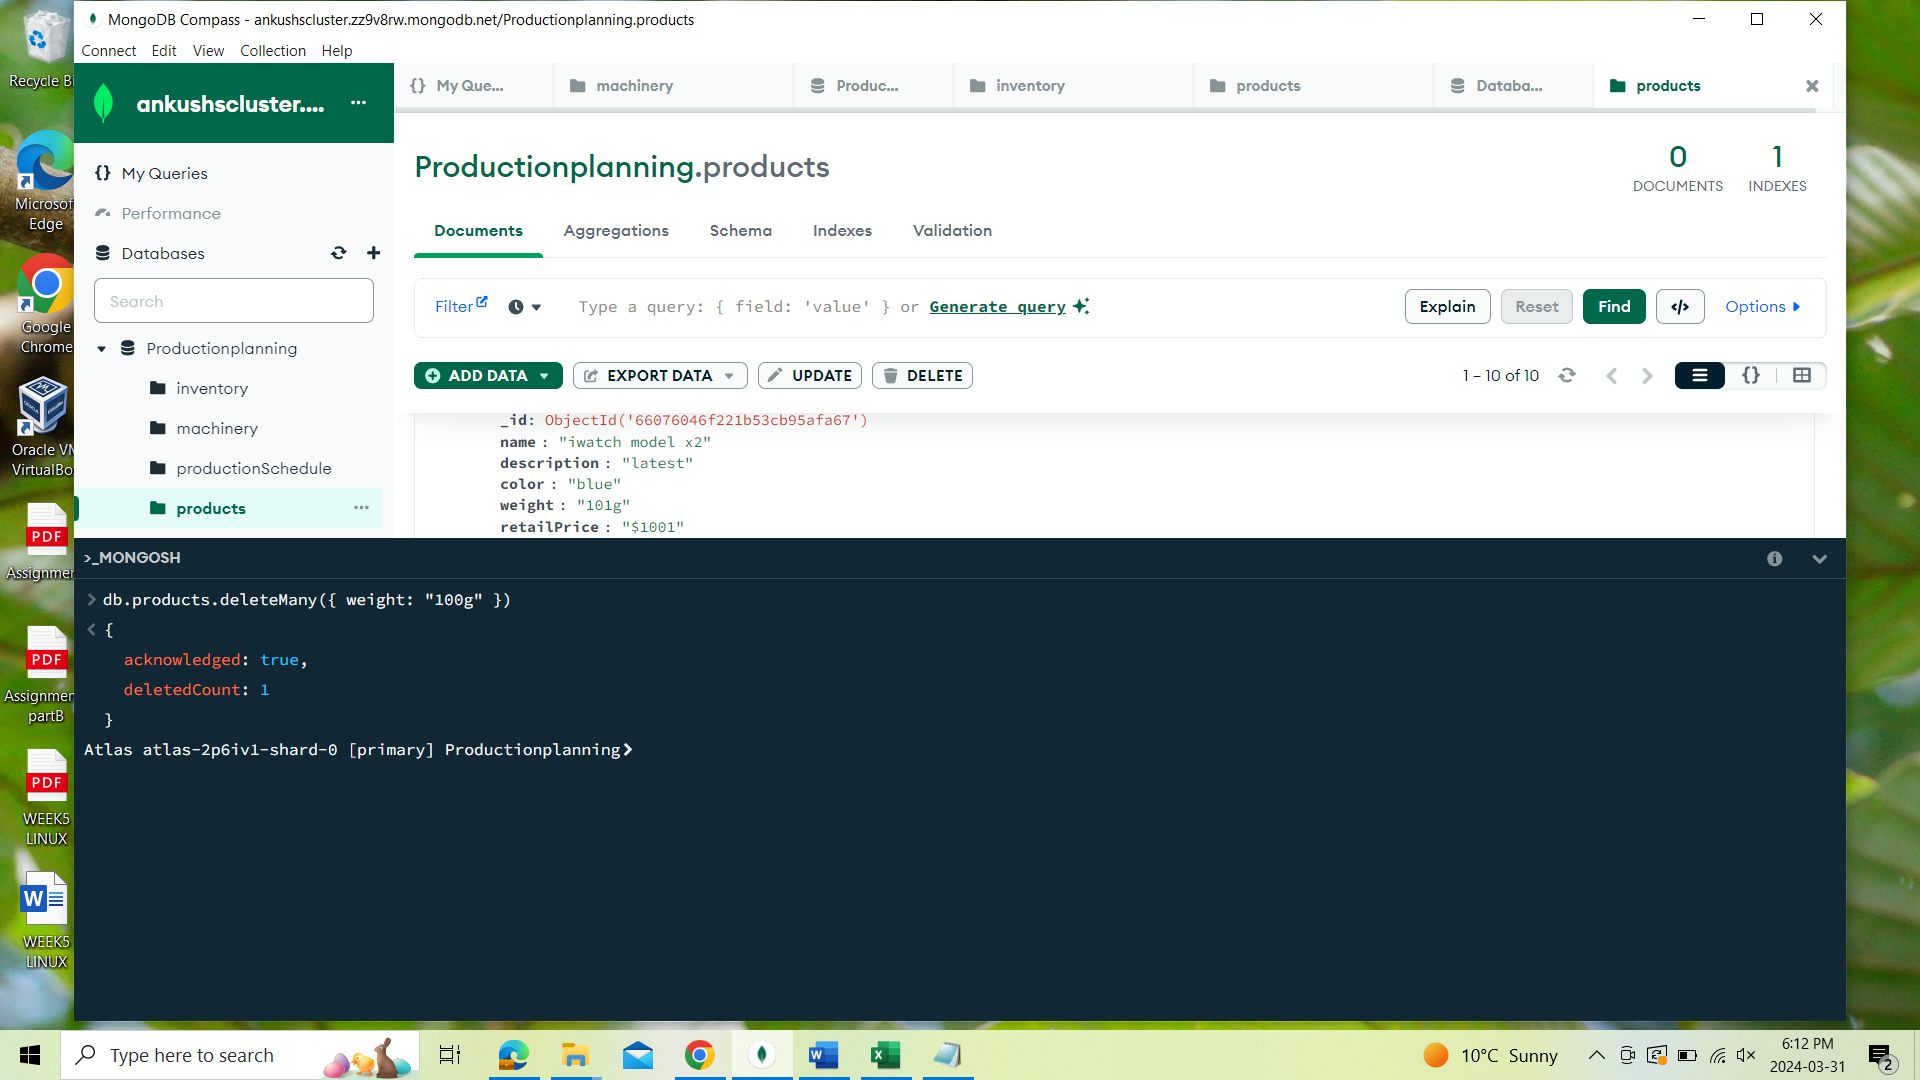 MongoDB Compass - ankushscluster.zz9v8rw.mongodb.net/Productionplanning.products
Connect Edit View Collection Help
ankushscluster....
{} My Que...
machinery
Produc...
inventory
products
Databa...
products
My Queries
Performance
Databases
Search
Productionplanning
inventory
machinery
productionSchedule
products
Productionplanning.products
0
DOCUMENTS
1
INDEXES
Documents Aggregations Schema Indexes Validation
Filter Type a query: { field: 'value' } or Generate query Explain Reset Find </> Options
ADD DATA EXPORT DATA UPDATE DELETE 1 – 10 of 10 {}
_id: ObjectId('66076046f221b53cb95afa67')
name : "iwatch model x2"
description : "latest"
color : "blue"
weight : "101g"
retailPrice : "$1001"
>_MONGOSH
> db.products.deleteMany({ weight: "100g" })
< {
acknowledged: true,
deletedCount: 1
}
Atlas atlas-2p6iv1-shard-0 [primary] Productionplanning>
Recycle Bi
Microsof
Edge
Google
Chrome
Oracle VM
VirtualBo
PDF
Assignmen
PDF
Assignmen
partB
PDF
WEEK5
LINUX
W
WEEK5
LINUX
Type here to search
10°C Sunny
6:12 PM
2024-03-31
2